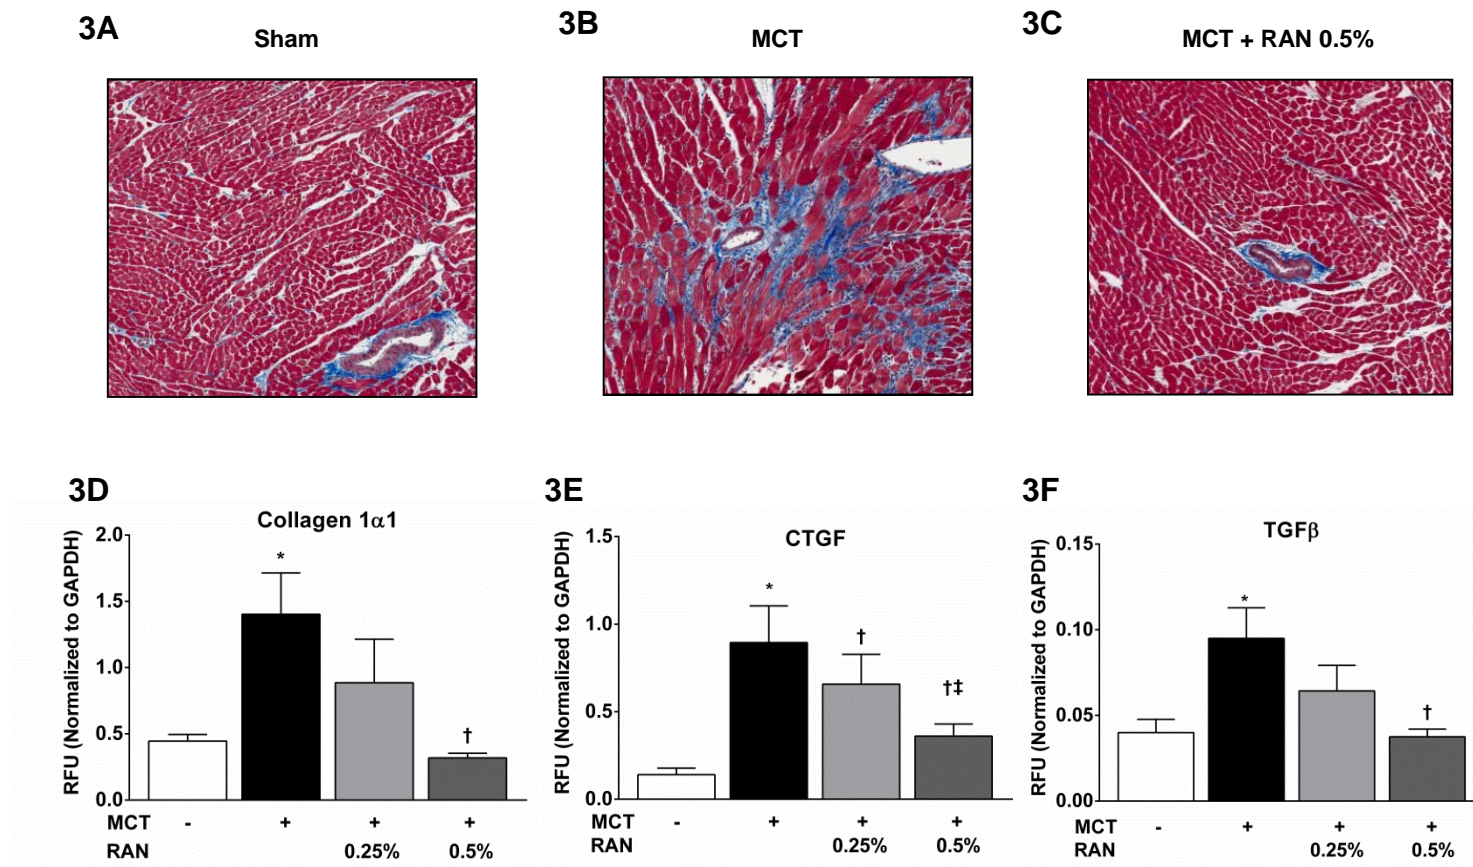 3A
Sham
3B
MCT
3C
MCT + RAN 0.5%
3D
Collagen 1α1
RFU (Normalized to GAPDH)
2.0
1.5
1.0
0.5
0.0
*
†
MCT - + + +
RAN 0.25% 0.5%
3E
CTGF
RFU (Normalized to GAPDH)
1.5
1.0
0.5
0.0
*
†
†‡
MCT - + + +
RAN 0.25% 0.5%
3F
TGFβ
RFU (Normalized to GAPDH)
0.15
0.10
0.05
0.00
*
†
MCT - + + +
RAN 0.25% 0.5%